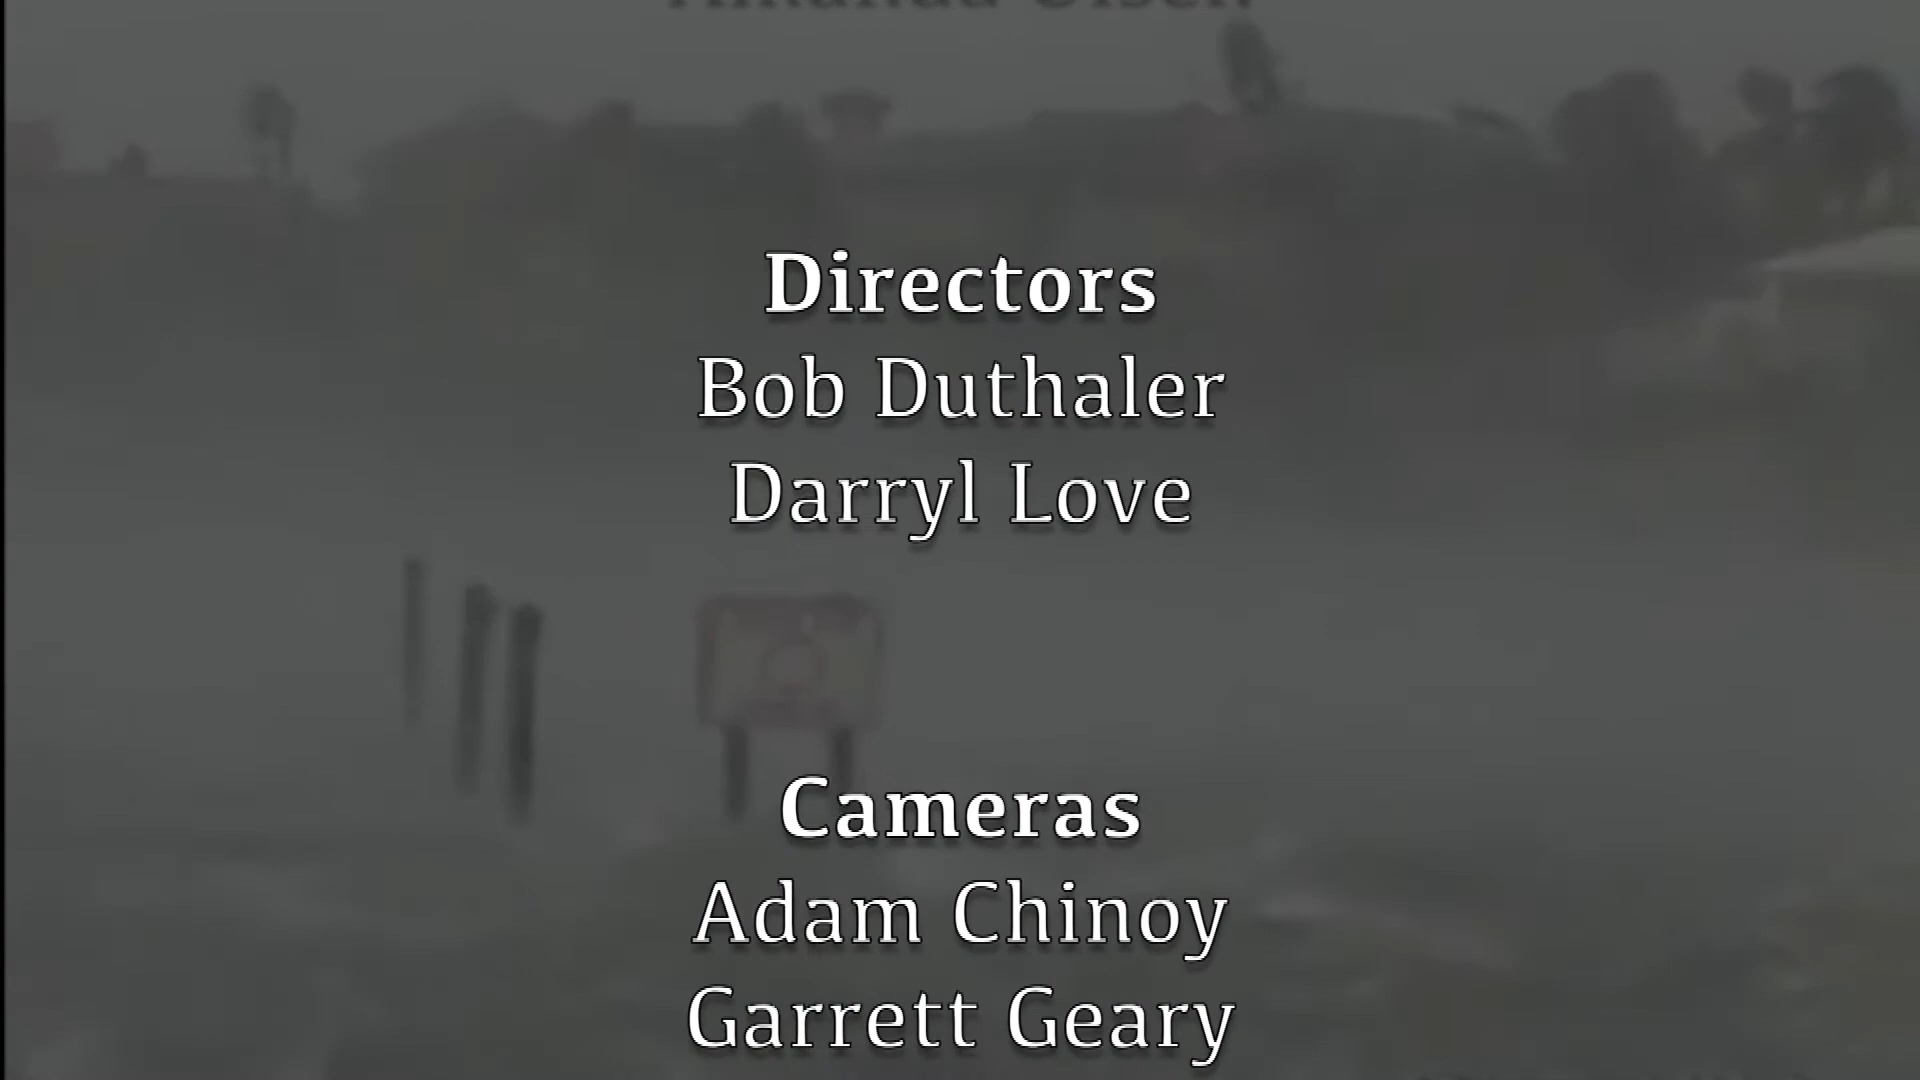 Directors
Bob Duthaler
Darryl Love
Cameras
Adam Chinoy
Garrett Geary